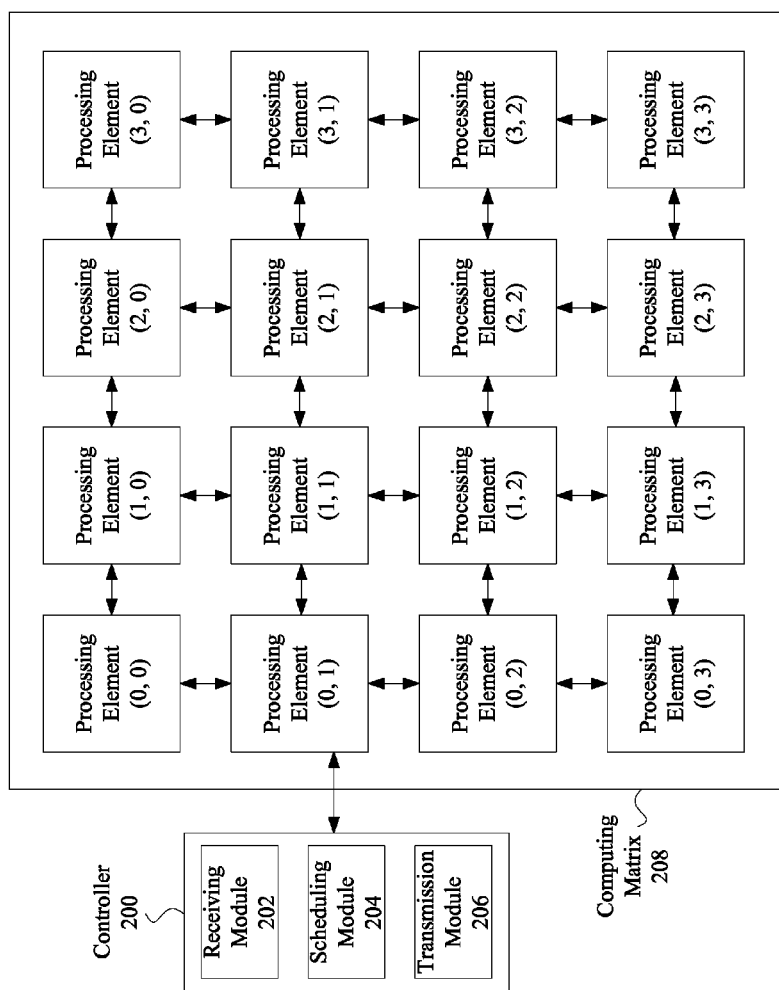 Controller
200
Receiving
Module
202
Scheduling
Module
204
Transmission
Module
206
Computing
Matrix
208
Processing
Element
(0, 0)
Processing
Element
(1, 0)
Processing
Element
(2, 0)
Processing
Element
(3, 0)
Processing
Element
(0, 1)
Processing
Element
(1, 1)
Processing
Element
(2, 1)
Processing
Element
(3, 1)
Processing
Element
(0, 2)
Processing
Element
(1, 2)
Processing
Element
(2, 2)
Processing
Element
(3, 2)
Processing
Element
(0, 3)
Processing
Element
(1, 3)
Processing
Element
(2, 3)
Processing
Element
(3, 3)